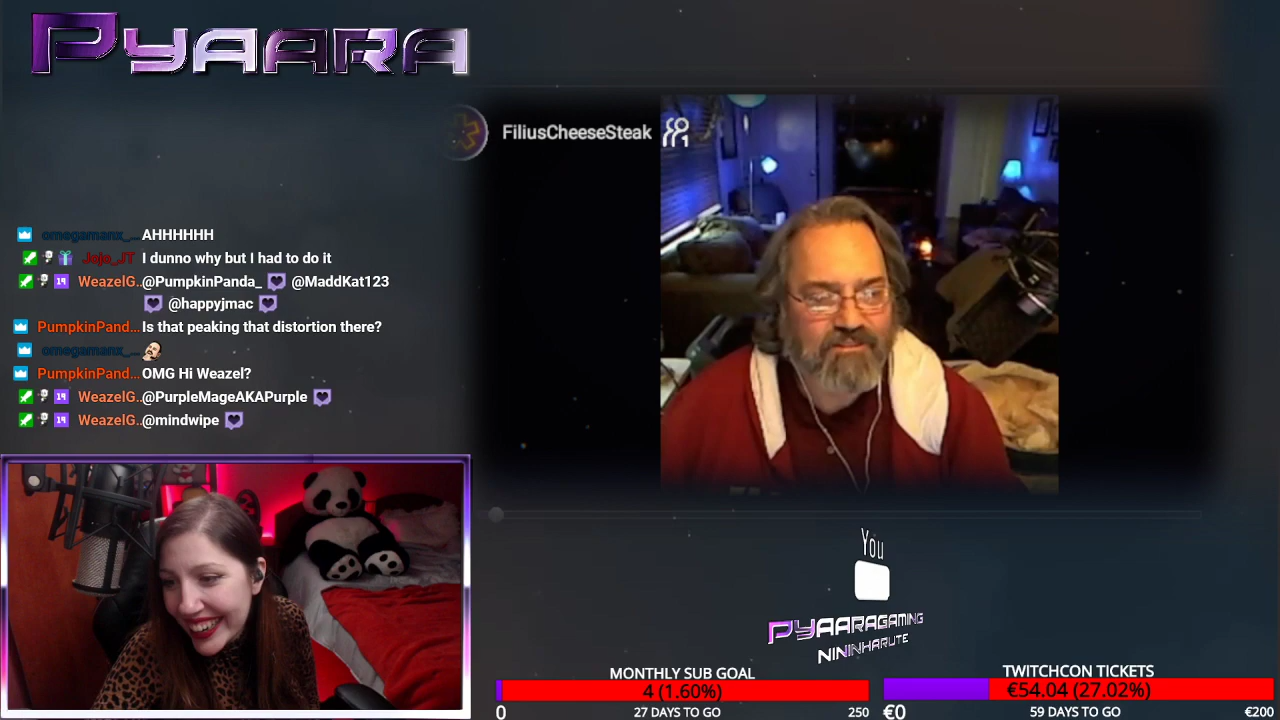 PYAARA
FiliusCheeseSteak
omegamanx_... AHHHHHH
Jojo_JT I dunno why but I had to do it
19 WeazelG.. @PumpkinPanda_ @MaddKat123
@happyjmac
PumpkinPand... Is that peaking that distortion there?
omegamanx_...
PumpkinPand... OMG Hi Weazel?
19 WeazelG.. @PurpleMageAKAPurple
19 WeazelG.. @mindwipe
You
PYAARAGAMING
NININHARUTE
MONTHLY SUB GOAL
4 (1.60%)
0 27 DAYS TO GO 250
TWITCHCON TICKETS
€54.04 (27.02%)
€0 59 DAYS TO GO €200